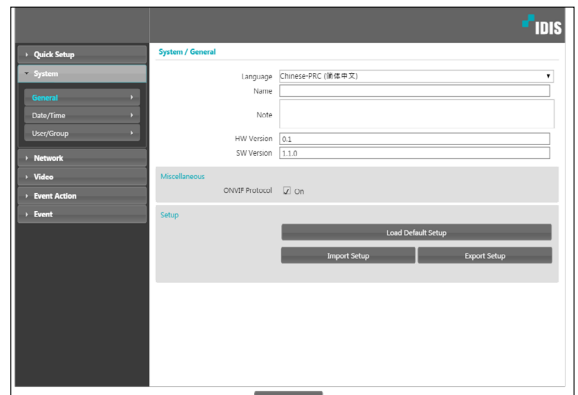 IDIS
Quick Setup
System
General
Date/Time
User/Group
Network
Video
Event Action
Event
System / General
Language Chinese-PRC (简体中文)
Name
Note
HW Version 0.1
SW Version 1.1.0
Miscellaneous
ONVIF Protocol On
Setup
Load Default Setup
Import Setup Export Setup